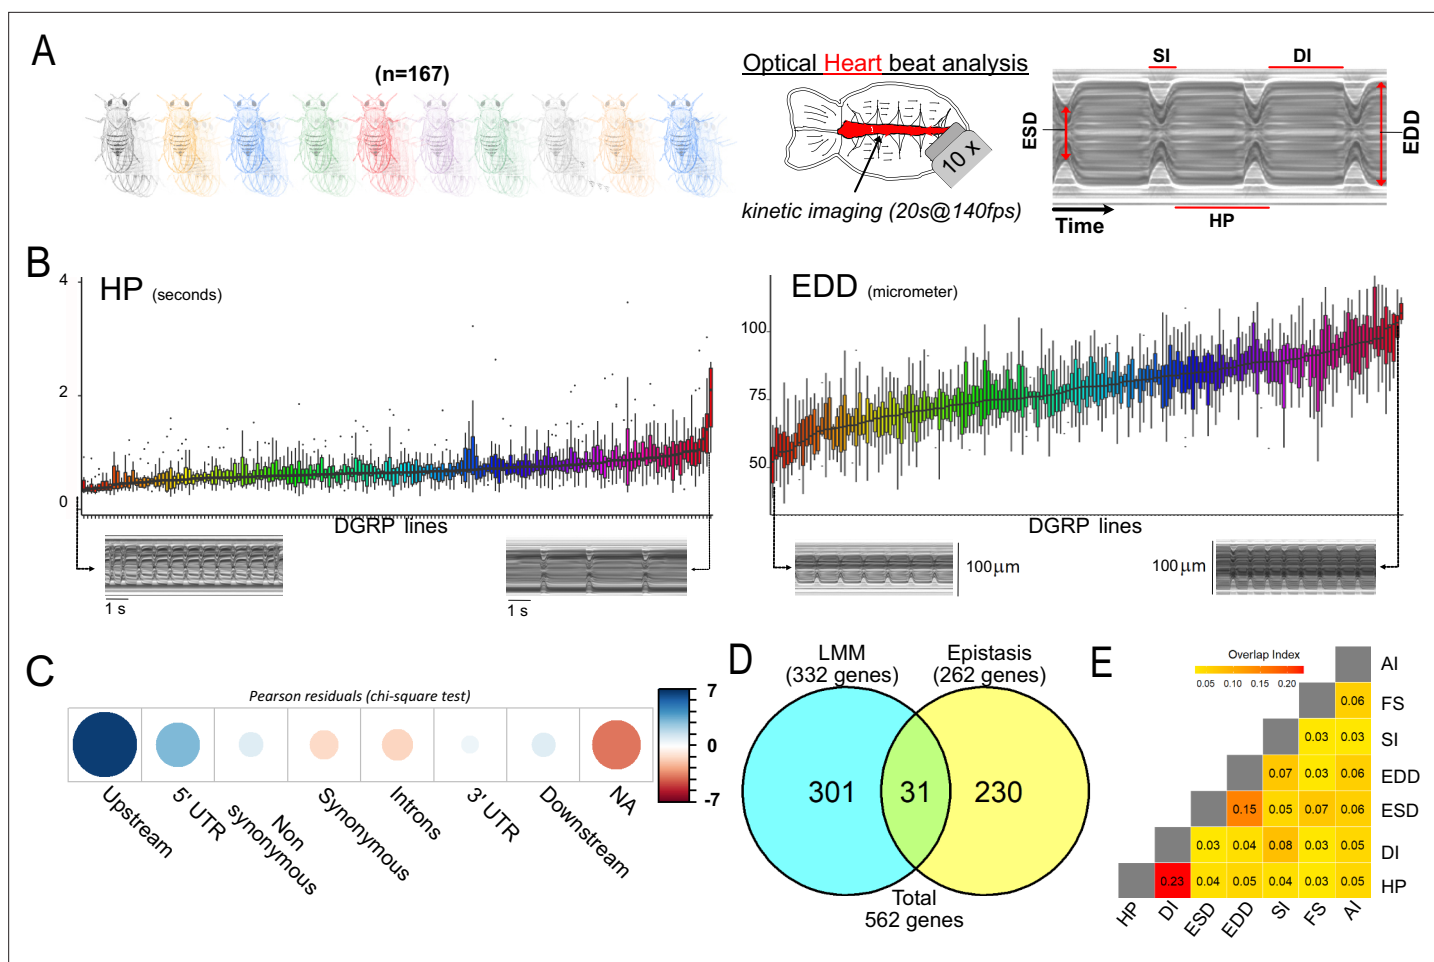 A
(n=167)
Optical Heart beat analysis
10 x
kinetic imaging (20s@140fps)
SI
DI
ESD
EDD
Time
HP
B
HP (seconds)
4
2
0
DGRP lines
1 s
1 s
EDD (micrometer)
100
75
50
DGRP lines
100 µm
100 µm
C
Pearson residuals (chi-square test)
7
0
-7
Upstream
5' UTR
Non
synonymous
Synonymous
Introns
3' UTR
Downstream
NA
D
LMM
(332 genes)
Epistasis
(262 genes)
301
31
230
Total
562 genes
E
Overlap Index
0.05 0.10 0.15 0.20
AI
0.06 FS
0.03 0.03 SI
0.07 0.03 0.06 EDD
0.15 0.05 0.07 0.06 ESD
0.03 0.04 0.08 0.03 0.05 DI
0.23 0.04 0.05 0.04 0.03 0.05 HP
HP DI ESD EDD SI FS AI